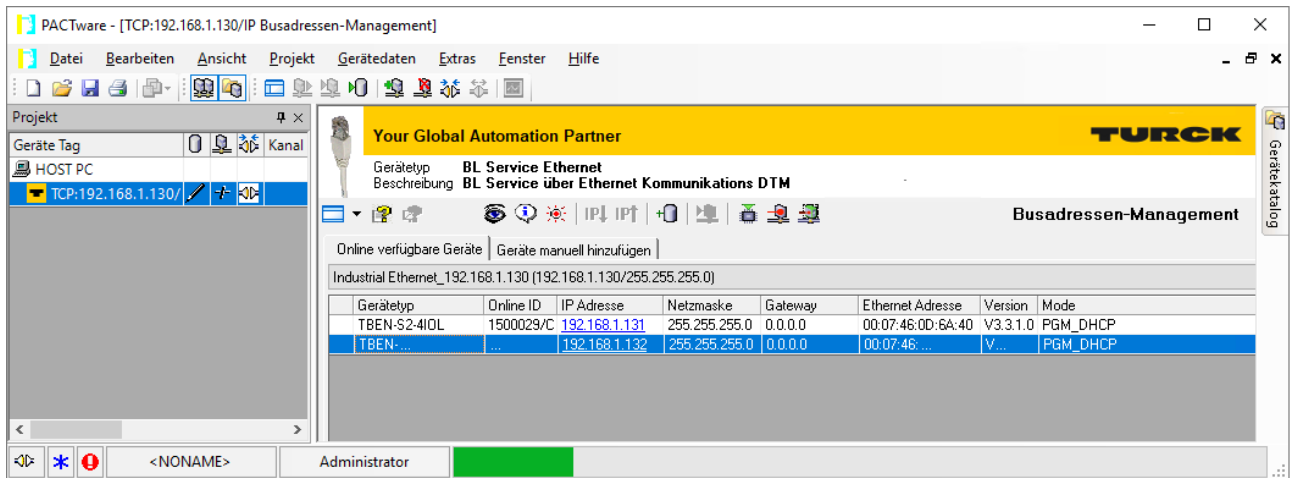 PACTware - [TCP:192.168.1.130/IP Busadressen-Management]
Datei Bearbeiten Ansicht Projekt Gerätedaten Extras Fenster Hilfe
Projekt
Geräte Tag Kanal
HOST PC
TCP:192.168.1.130/
Your Global Automation Partner
TURCK
Gerätetyp BL Service Ethernet
Beschreibung BL Service über Ethernet Kommunikations DTM
IP IP
Busadressen-Management
Online verfügbare Geräte Geräte manuell hinzufügen
Industrial Ethernet_192.168.1.130 (192.168.1.130/255.255.255.0)
Gerätetyp Online ID IP Adresse Netzmaske Gateway Ethernet Adresse Version Mode
TBEN-S2-4IOL 1500029/C 192.168.1.131 255.255.255.0 0.0.0.0 00:07:46:0D:6A:40 V3.3.1.0 PGM_DHCP
TBEN-... ... 192.168.1.132 255.255.255.0 0.0.0.0 00:07:46: ... V... PGM_DHCP
Gerätekatalog
<NONAME> Administrator